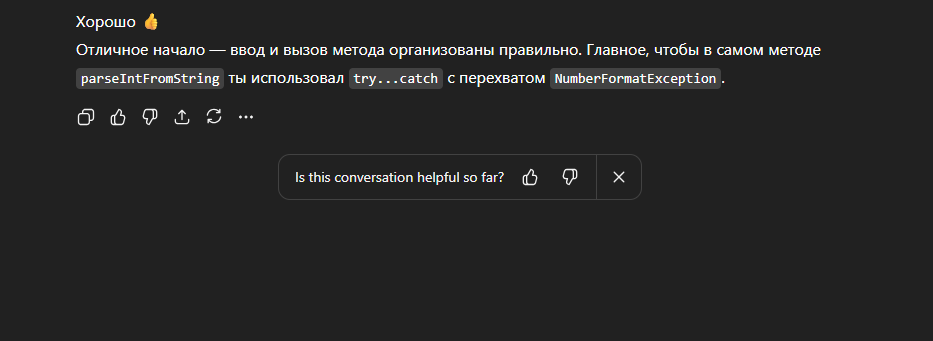 Хорошо 👍
Отличное начало — ввод и вызов метода организованы правильно. Главное, чтобы в самом методе
parseIntFromString ты использовал try...catch с перехватом NumberFormatException.
Is this conversation helpful so far?